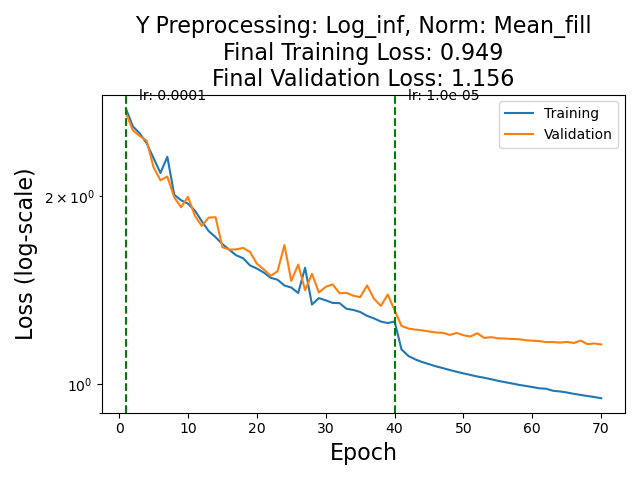 Y Preprocessing: Log_inf, Norm: Mean_fill
Final Training Loss: 0.949
Final Validation Loss: 1.156
lr: 0.0001
lr: 1.0e-05
Training
Validation
2 × 10⁰
10⁰
Loss (log-scale)
0 10 20 30 40 50 60 70
Epoch